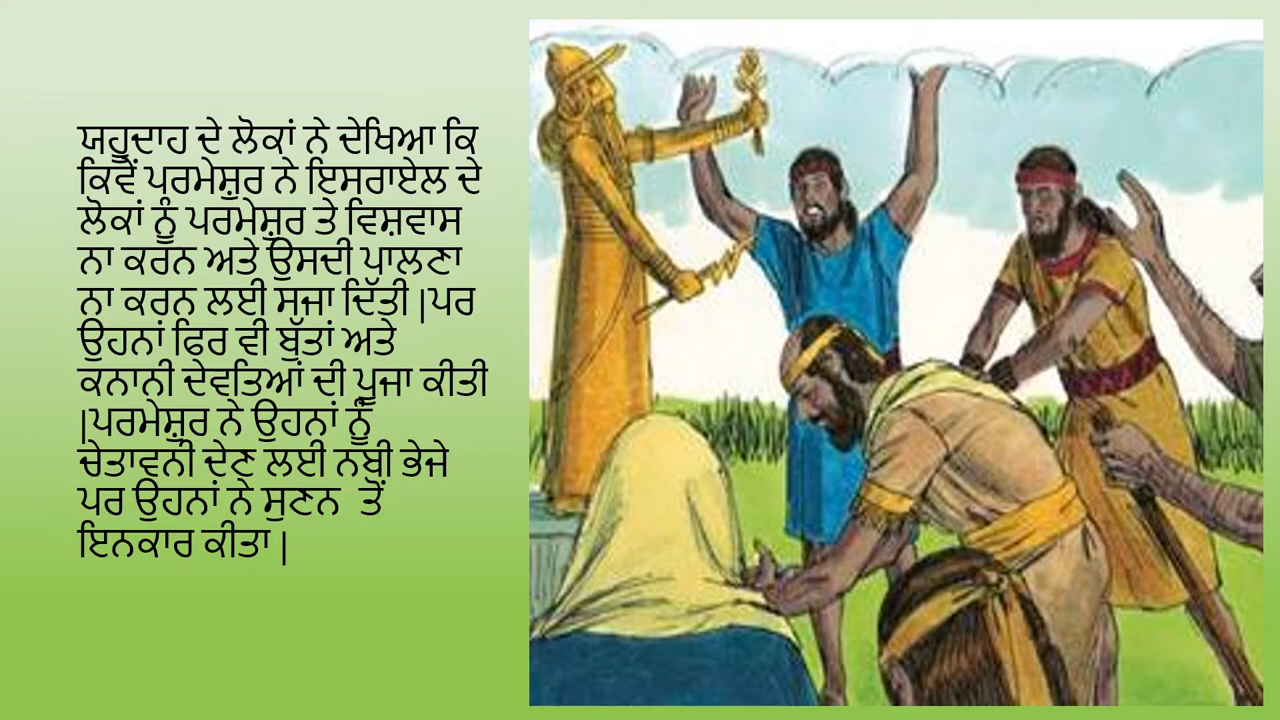 ਯਹੂਦਾਹ ਦੇ ਲੋਕਾਂ ਨੇ ਦੇਖਿਆ ਕਿ
ਕਿਵੇਂ ਪਰਮੇਸ਼ੁਰ ਨੇ ਇਸਰਾਏਲ ਦੇ
ਲੋਕਾਂ ਨੂੰ ਪਰਮੇਸ਼ੁਰ ਤੇ ਵਿਸ਼ਵਾਸ
ਨਾ ਕਰਨ ਅਤੇ ਉਸਦੀ ਪਾਲਣਾ
ਨਾ ਕਰਨ ਲਈ ਸਜਾ ਦਿੱਤੀ |ਪਰ
ਉਹਨਾਂ ਫਿਰ ਵੀ ਬੁੱਤਾਂ ਅਤੇ
ਕਨਾਨੀ ਦੇਵਤਿਆਂ ਦੀ ਪੂਜਾ ਕੀਤੀ
|ਪਰਮੇਸ਼ੁਰ ਨੇ ਉਹਨਾਂ ਨੂੰ
ਚੇਤਾਵਨੀ ਦੇਣ ਲਈ ਨਬੀ ਭੇਜੇ
ਪਰ ਉਹਨਾਂ ਨੇ ਸੁਣਨ  ਤੋਂ
ਇਨਕਾਰ ਕੀਤਾ |